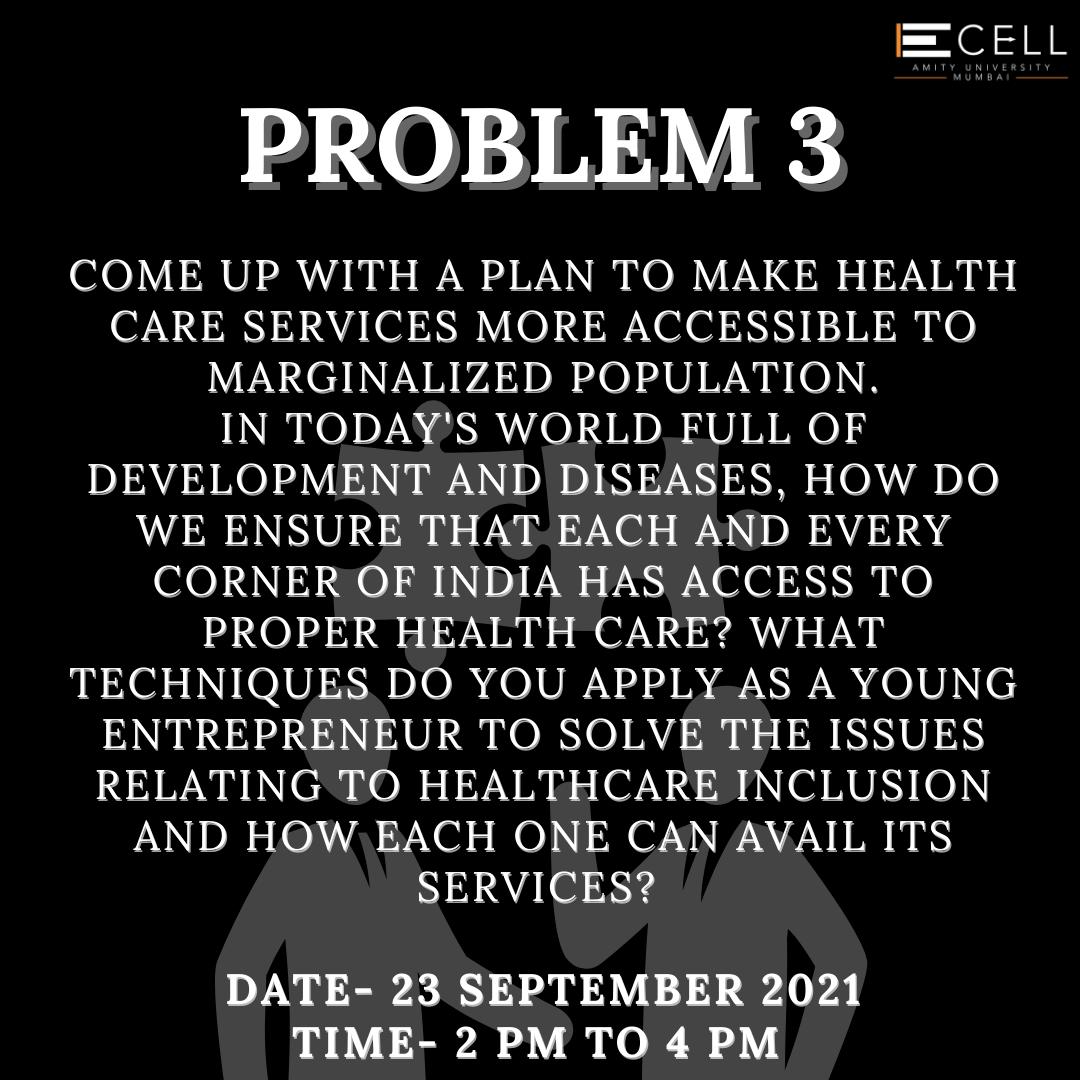 ECELL
AMITY UNIVERSITY
MUMBAI
PROBLEM 3
COME UP WITH A PLAN TO MAKE HEALTH
CARE SERVICES MORE ACCESSIBLE TO
MARGINALIZED POPULATION.
IN TODAY'S WORLD FULL OF
DEVELOPMENT AND DISEASES, HOW DO
WE ENSURE THAT EACH AND EVERY
CORNER OF INDIA HAS ACCESS TO
PROPER HEALTH CARE? WHAT
TECHNIQUES DO YOU APPLY AS A YOUNG
ENTREPRENEUR TO SOLVE THE ISSUES
RELATING TO HEALTHCARE INCLUSION
AND HOW EACH ONE CAN AVAIL ITS
SERVICES?
DATE- 23 SEPTEMBER 2021
TIME- 2 PM TO 4 PM